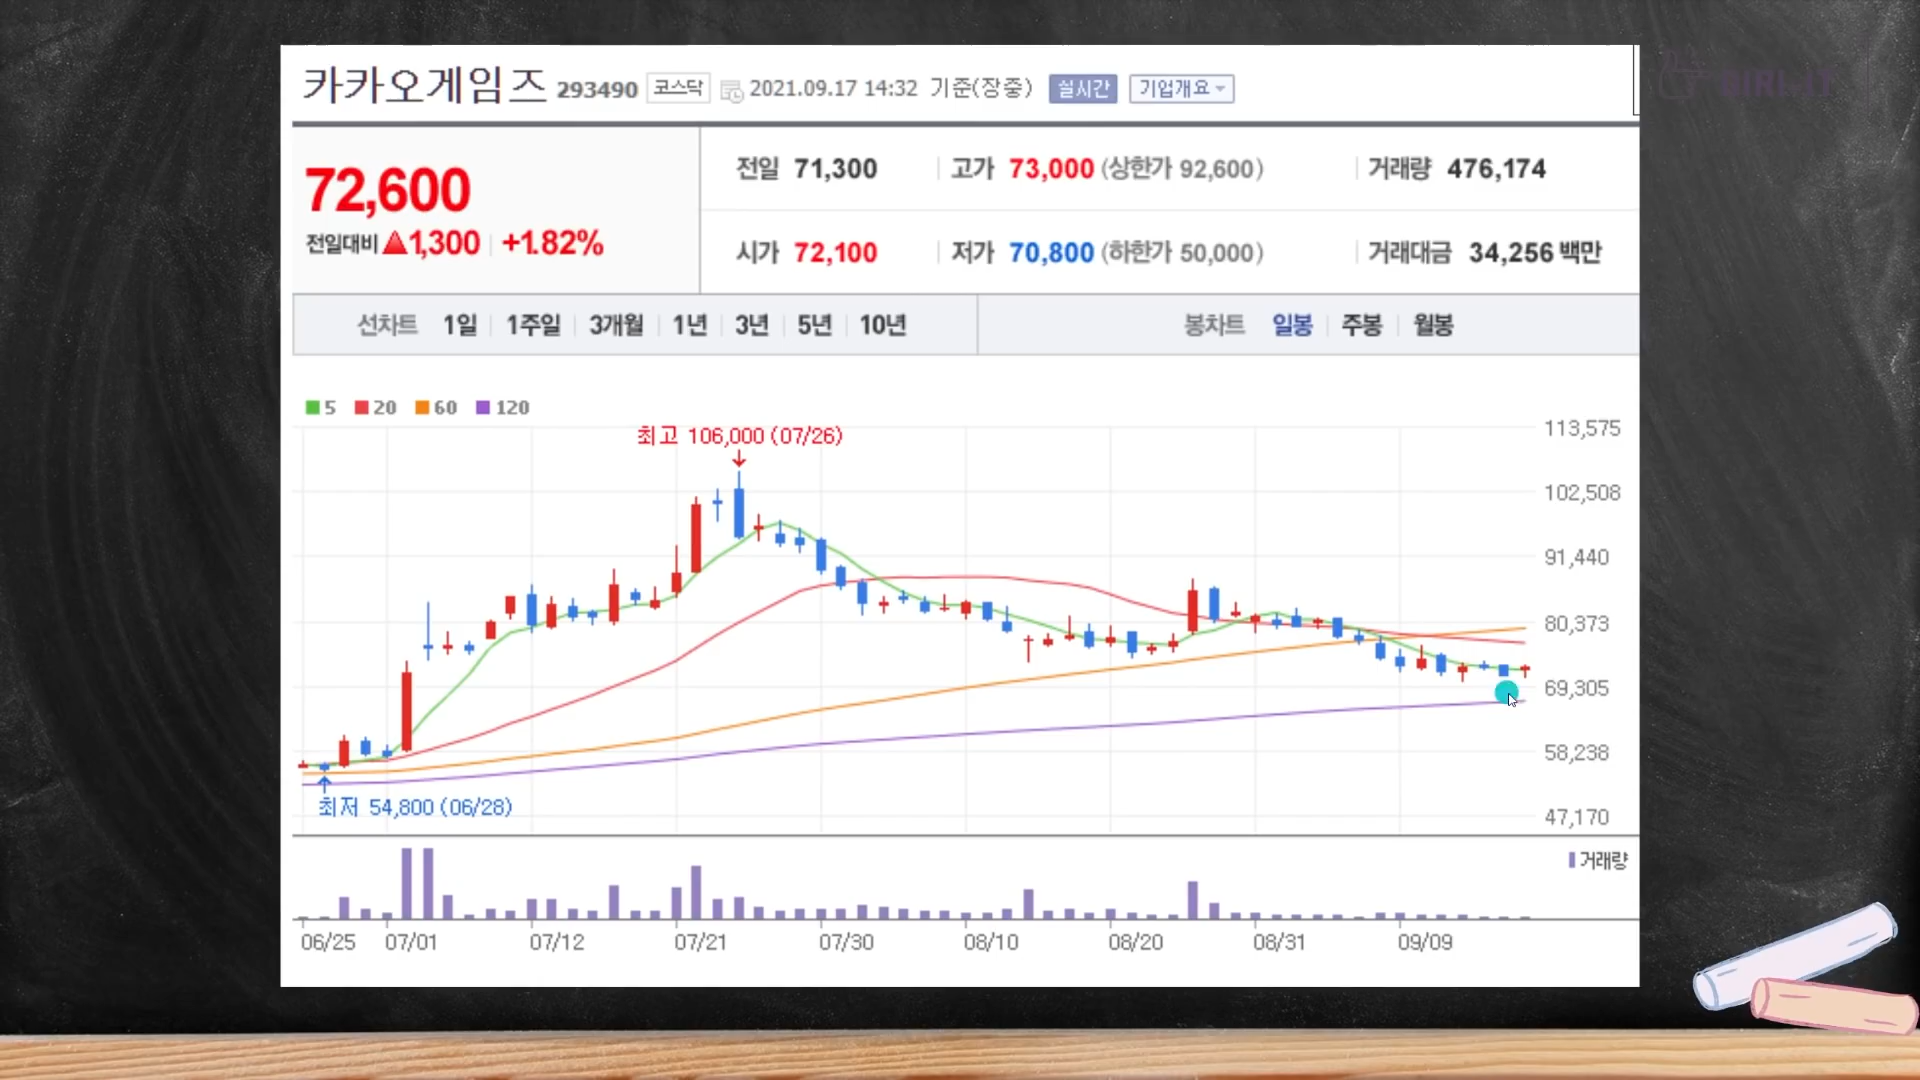 카카오게임즈 293490 코스닥 2021.09.17 14:32 기준(장중) 실시간 기업개요
72,600
전일대비 ▲1,300 +1.82%
전일 71,300 고가 73,000 (상한가 92,600) 거래량 476,174
시가 72,100 저가 70,800 (하한가 50,000) 거래대금 34,256 백만
선차트 1일 1주일 3개월 1년 3년 5년 10년 봉차트 일봉 주봉 월봉
5 20 60 120
최고 106,000 (07/26)
113,575
102,508
91,440
80,373
69,305
58,238
47,170
최저 54,800 (06/28)
거래량
06/25 07/01 07/12 07/21 07/30 08/10 08/20 08/31 09/09